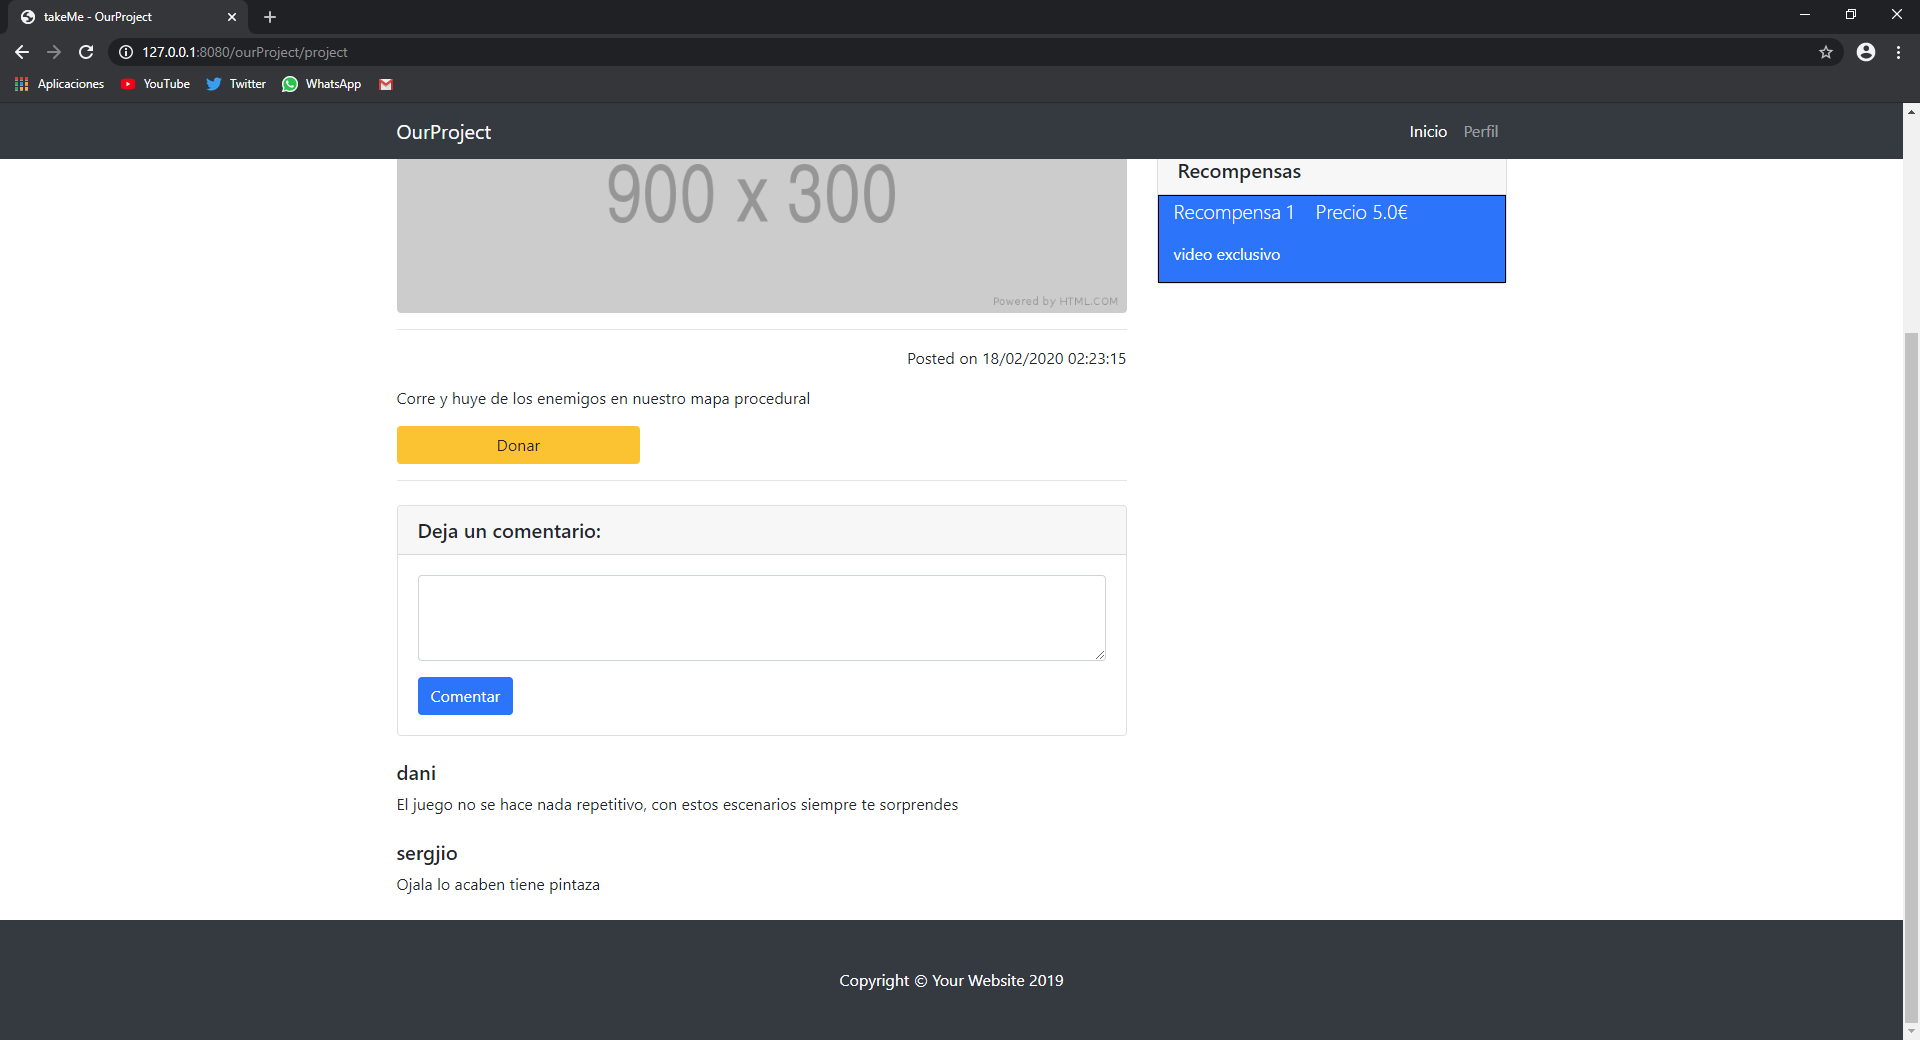 takeMe - OurProject
127.0.0.1:8080/ourProject/project
Aplicaciones YouTube Twitter WhatsApp
OurProject Inicio Perfil
900 x 300
Powered by HTML.COM
Recompensas
Recompensa 1 Precio 5.0€
video exclusivo
Posted on 18/02/2020 02:23:15
Corre y huye de los enemigos en nuestro mapa procedural
Donar
Deja un comentario:
Comentar
dani
El juego no se hace nada repetitivo, con estos escenarios siempre te sorprendes
sergjio
Ojala lo acaben tiene pintaza
Copyright © Your Website 2019